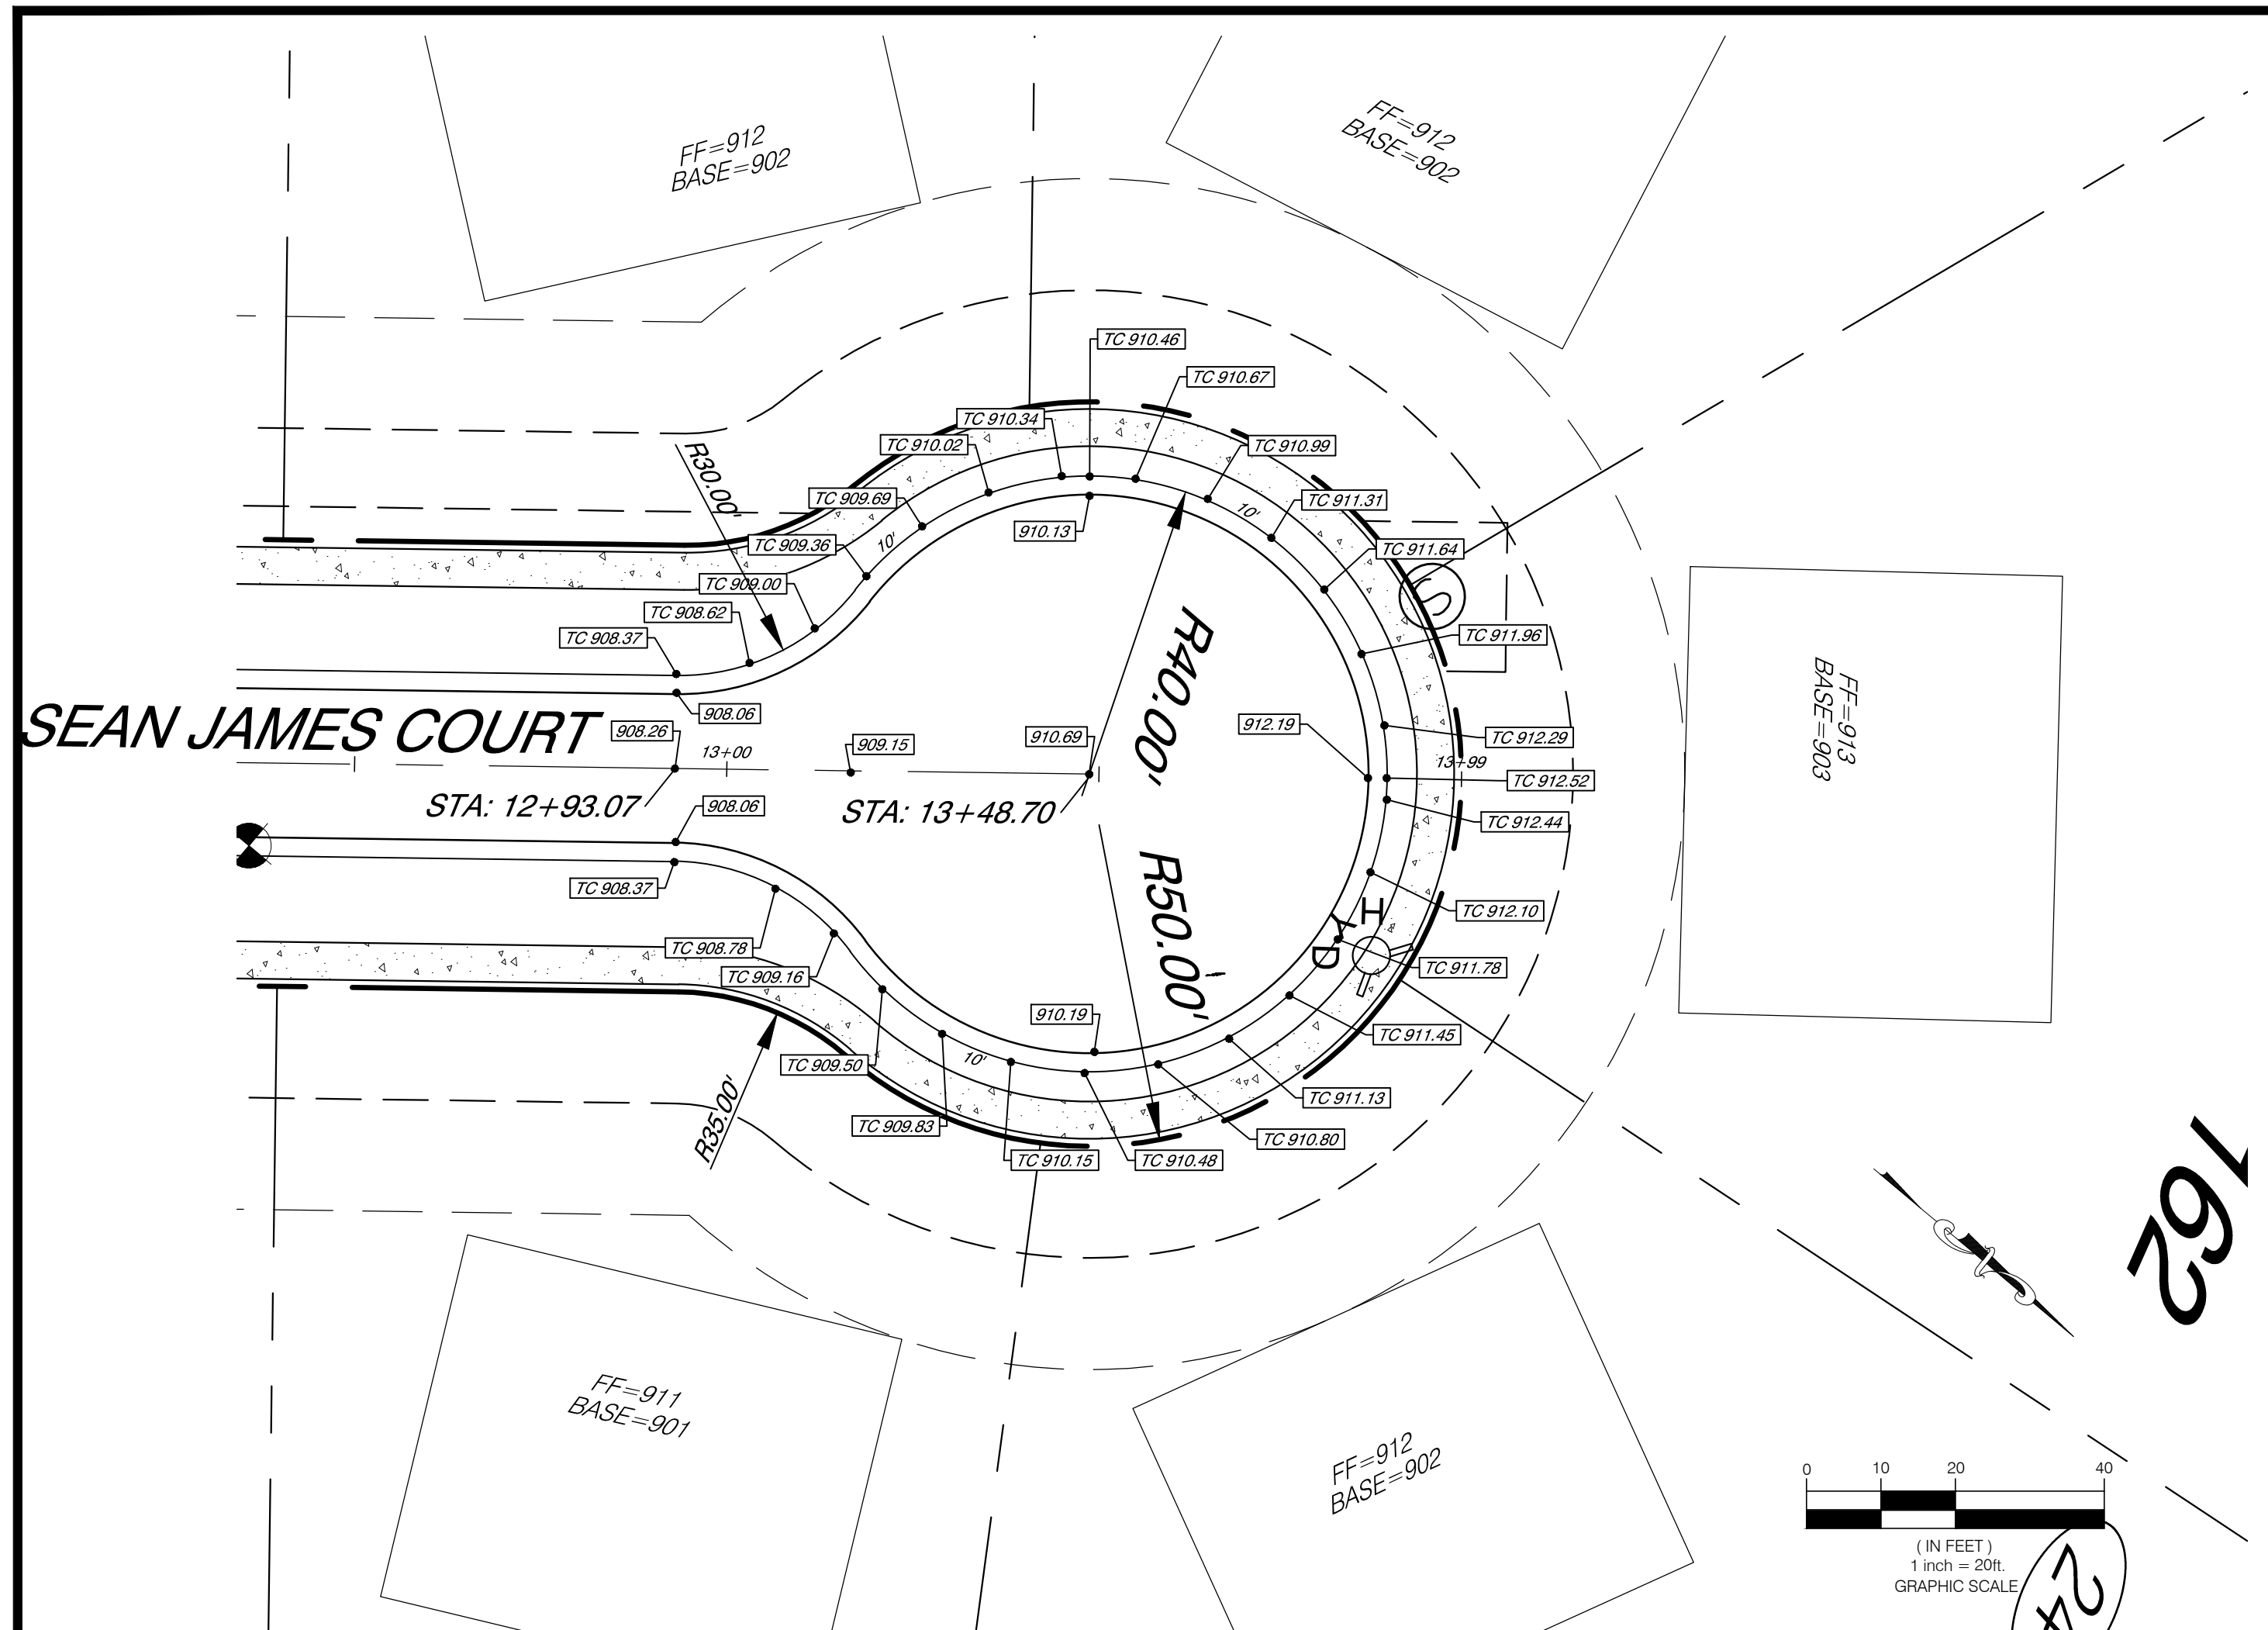 FF=912
BASE=902
FF=912
BASE=902
TC 910.46
TC 910.67
TC 910.34
TC 910.02
TC 910.99
R30.00'
TC 909.69
TC 911.31
10'
10'
910.13
TC 909.36
TC 911.64
TC 909.00
S
TC 908.62
TC 908.37
TC 911.96
R40.00'
FF=913
BASE=903
908.06
SEAN JAMES COURT
908.26
13+00
909.15
910.69
912.19
TC 912.29
13+99
TC 912.52
STA: 12+93.07
908.06
STA: 13+48.70
TC 912.44
TC 908.37
R50.00'
HYD
TC 912.10
TC 908.78
TC 909.16
TC 911.78
910.19
TC 911.45
10'
TC 909.50
R35.00'
TC 911.13
TC 909.83
TC 910.80
TC 910.15
TC 910.48
162
FF=911
BASE=901
FF=912
BASE=902
0 10 20 40
( IN FEET )
1 inch = 20ft.
GRAPHIC SCALE
24